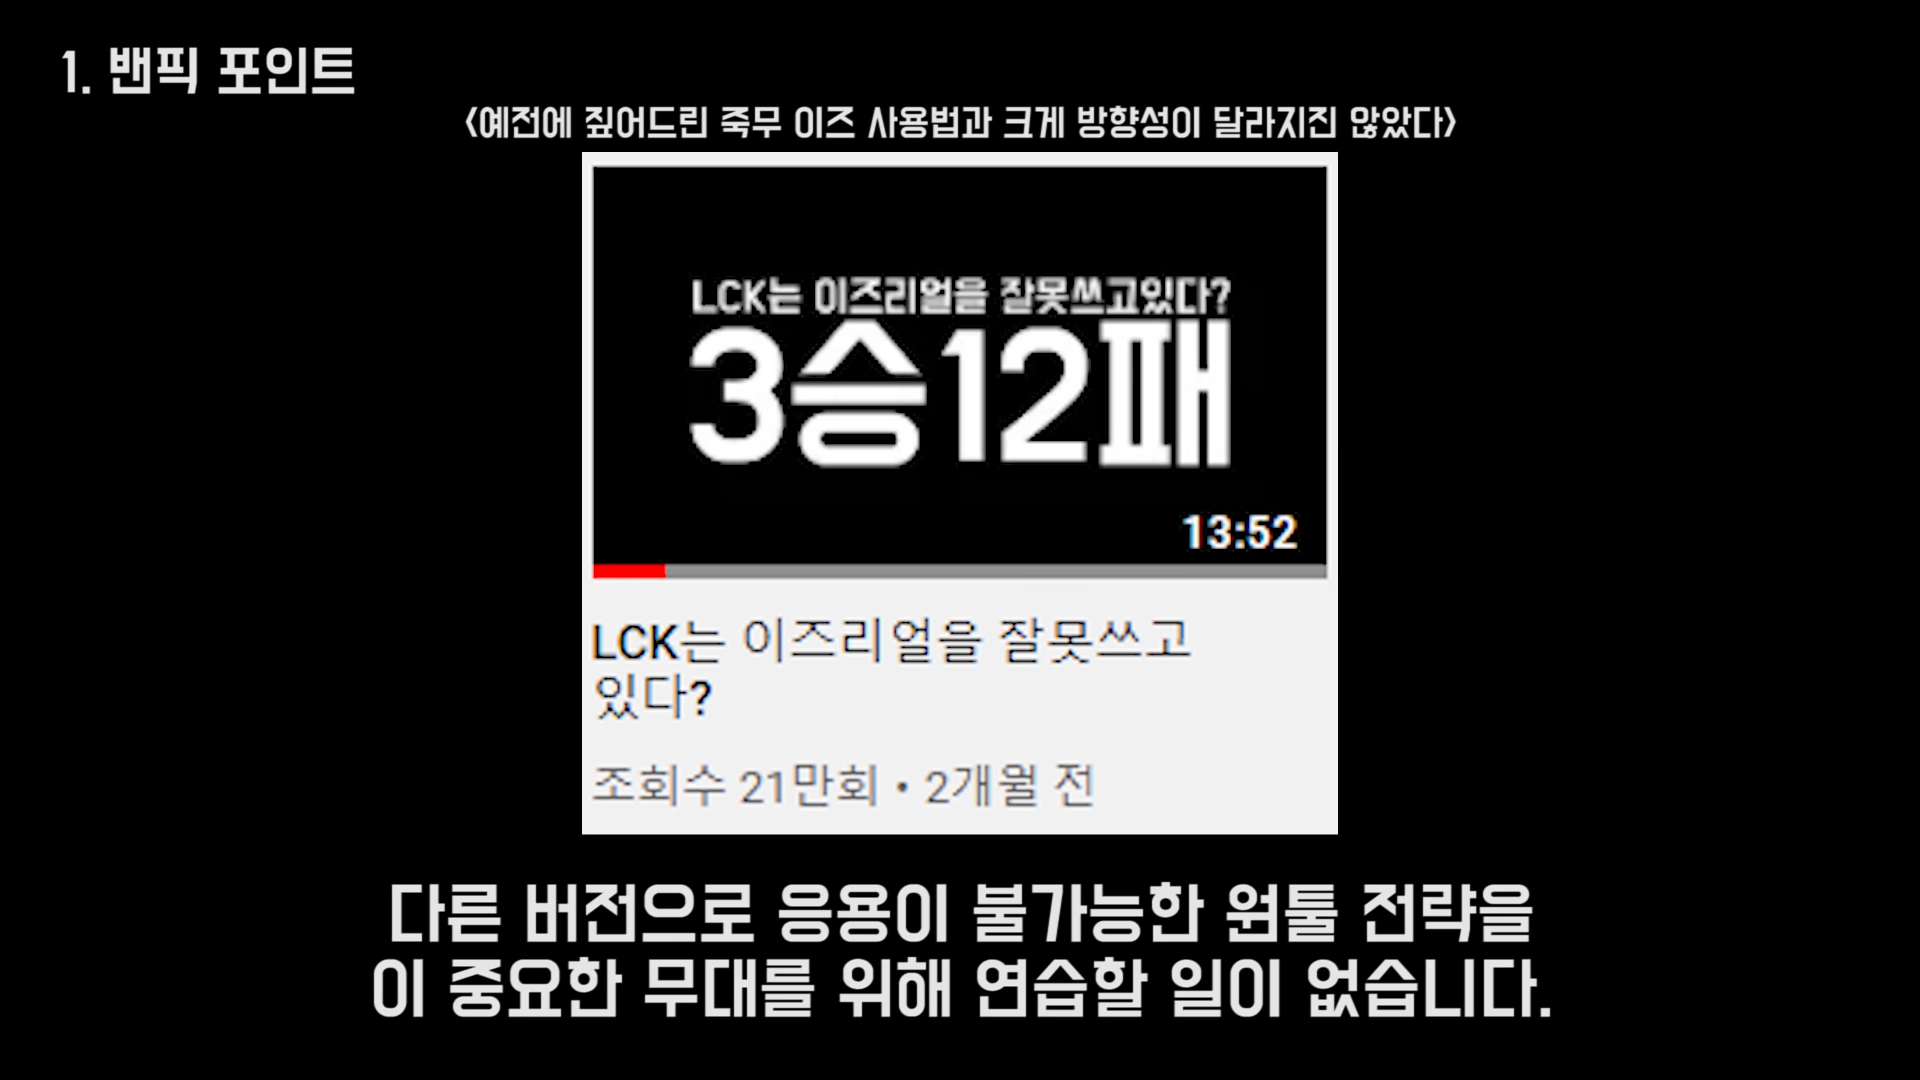 1. 밴픽 포인트
<예전에 짚어드린 죽무 이즈 사용법과 크게 방향성이 달라지진 않았다>
LCK는 이즈리얼을 잘못쓰고있다?
3승12패
13:52
LCK는 이즈리얼을 잘못쓰고
있다?
조회수 21만회 • 2개월 전
다른 버전으로 응용이 불가능한 원툴 전략을
이 중요한 무대를 위해 연습할 일이 없습니다.